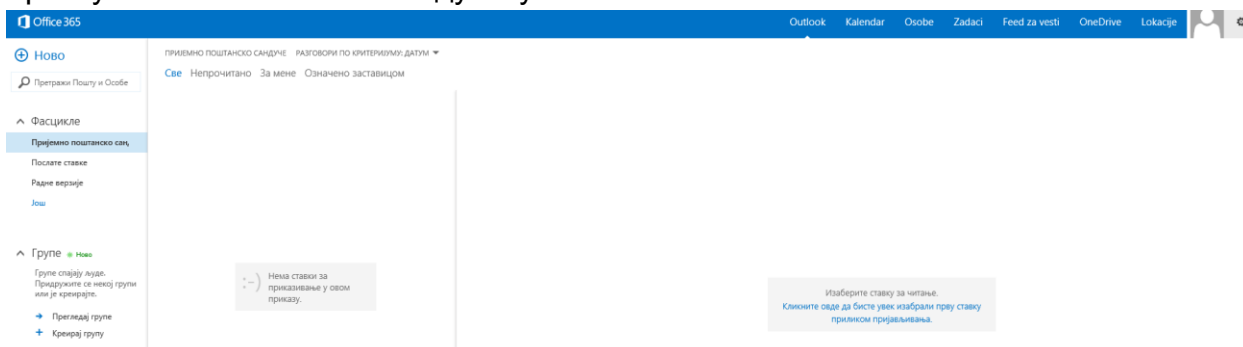 Office 365
Outlook Kalendar Osobe Zadaci Feed za vesti OneDrive Lokacije
Ново
Претражи Пошту и Особе
Фасцикле
Пријемно поштанско сан,
Послате ставке
Радне верзије
Још
Групе Ново
Групе спајају људе.
Придружите се некој групи
или је креирајте.
Прегледај групе
Креирај групу
ПРИЈЕМНО ПОШТАНСКО САНДУЧЕ РАЗГОВОРИ ПО КРИТЕРИЈУМУ: ДАТУМ
Све Непрочитано За мене Означено заставицом
:-)
Нема ставки за
приказивање у овом
приказу.
Изаберите ставку за читање.
Кликните овде да бисте увек изабрали прву ставку
приликом пријављивања.